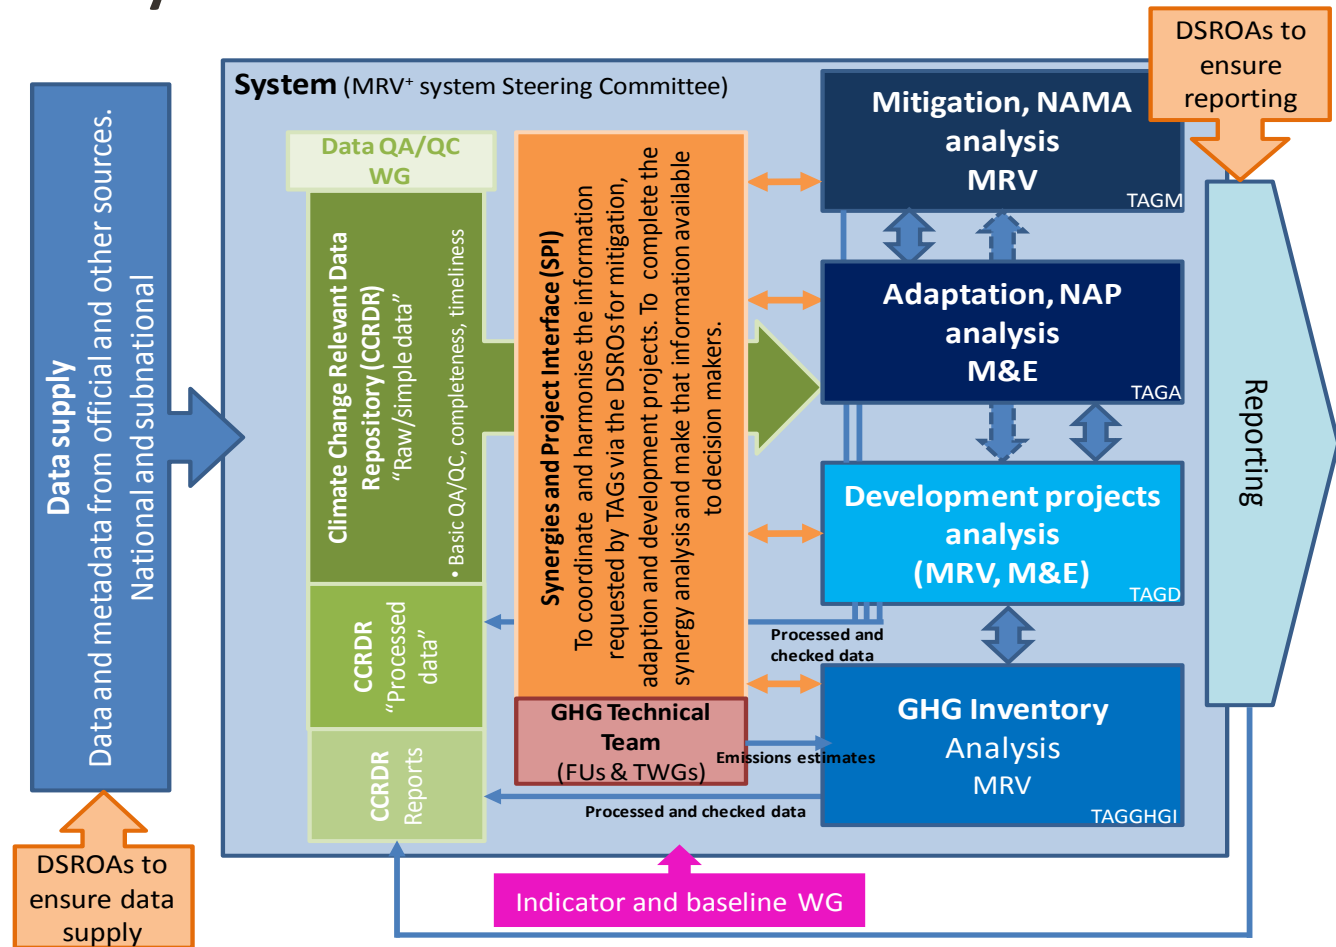 DSROAs to
ensure
reporting
System (MRV+ system Steering Committee)
Data supply
Data and metadata from official and other sources.
National and subnational
Data QA/QC
WG
Climate Change Relevant Data
Repository (CCRDR)
“Raw/simple data”
• Basic QA/QC, completeness, timeliness
CCRDR
“Processed
data”
CCRDR
Reports
Synergies and Project Interface (SPI)
To coordinate and harmonise the information
requested by TAGs via the DSROs for mitigation,
adaption and development projects. To complete the
synergy analysis and make that information available
to decision makers.
GHG Technical
Team
(FUs & TWGs)
Mitigation, NAMA
analysis
MRV
TAGM
Adaptation, NAP
analysis
M&E
TAGA
Development projects
analysis
(MRV, M&E)
TAGD
Processed and
checked data
GHG Inventory
Analysis
MRV
TAGGHGI
Emissions estimates
Processed and checked data
Reporting
DSROAs to
ensure data
supply
Indicator and baseline WG